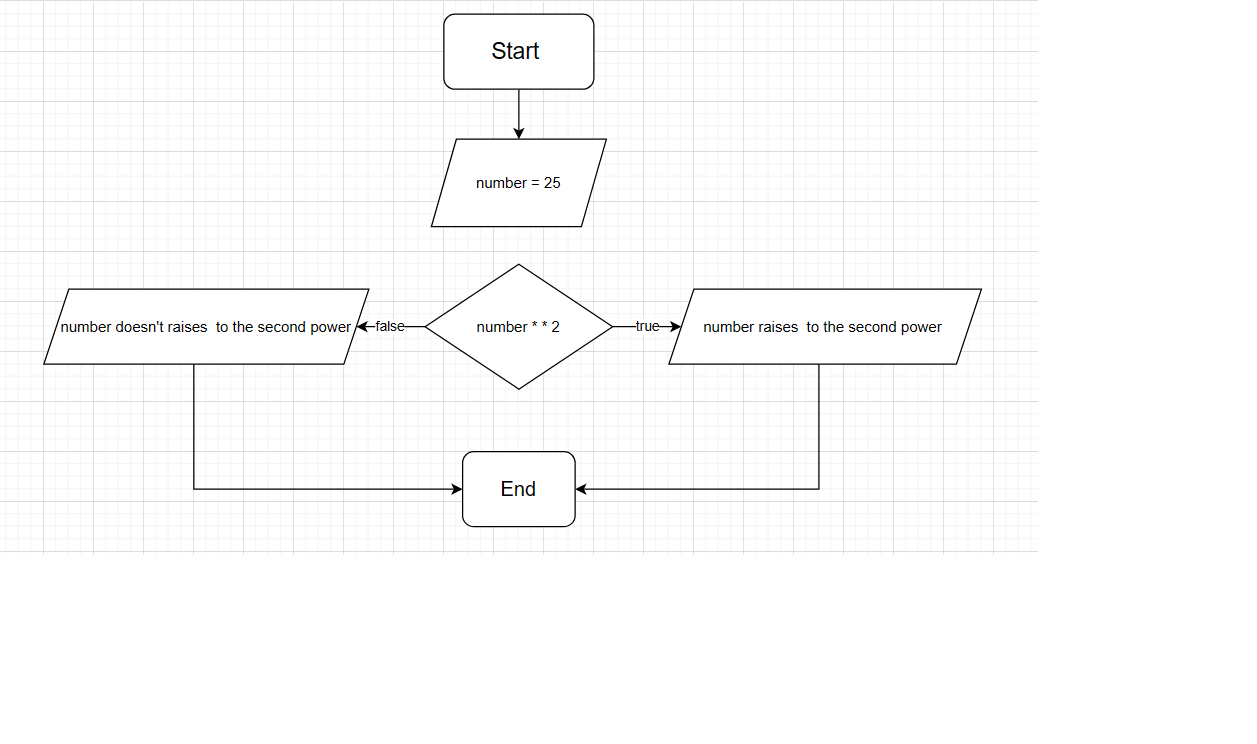 Start
number = 25
number doesn't raises  to the second power
false
number * * 2
true
number raises  to the second power
End